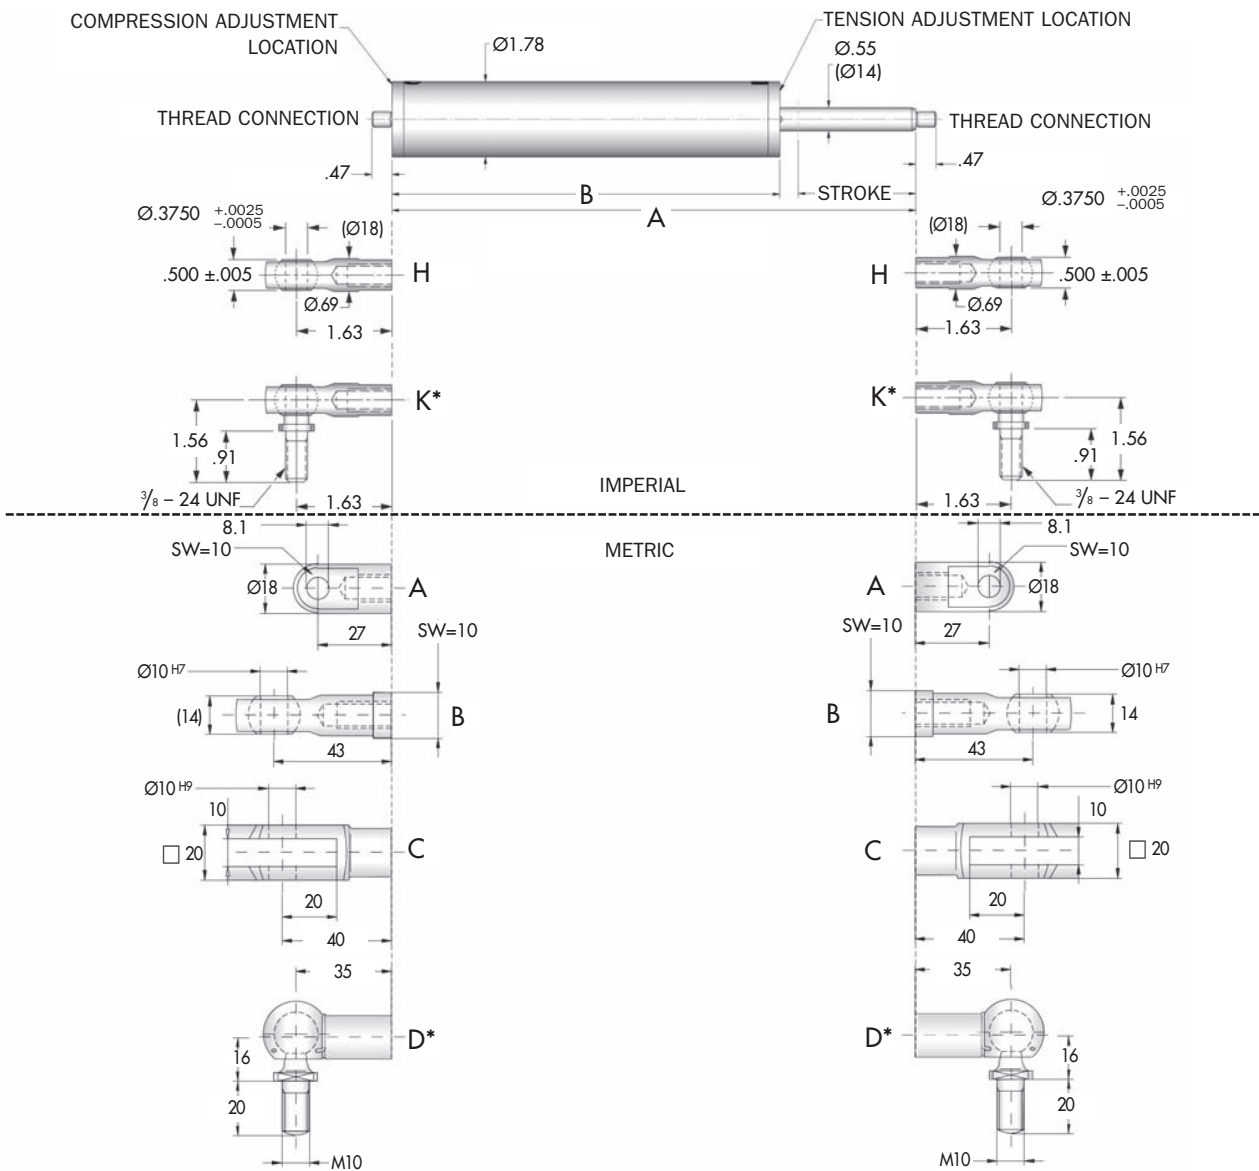 COMPRESSION ADJUSTMENT
LOCATION
TENSION ADJUSTMENT LOCATION
Ø1.78
Ø.55
(Ø14)
THREAD CONNECTION
THREAD CONNECTION
.47
.47
B
STROKE
A
Ø.3750 +.0025 –.0005
(Ø18)
(Ø18)
Ø.3750 +.0025 –.0005
.500 ±.005
H
H
.500 ±.005
Ø.69
Ø.69
1.63
1.63
K*
K*
1.56
.91
1.56
.91
3/8 – 24 UNF
1.63
IMPERIAL
1.63
3/8 – 24 UNF
8.1
METRIC
8.1
SW=10
SW=10
Ø18
A
A
Ø18
27
SW=10
SW=10
27
Ø10 H7
Ø10 H7
(14)
B
B
14
43
43
Ø10 H9
Ø10 H9
10
10
□ 20
C
C
□ 20
20
20
40
40
35
35
D*
D*
16
16
20
20
M10
M10